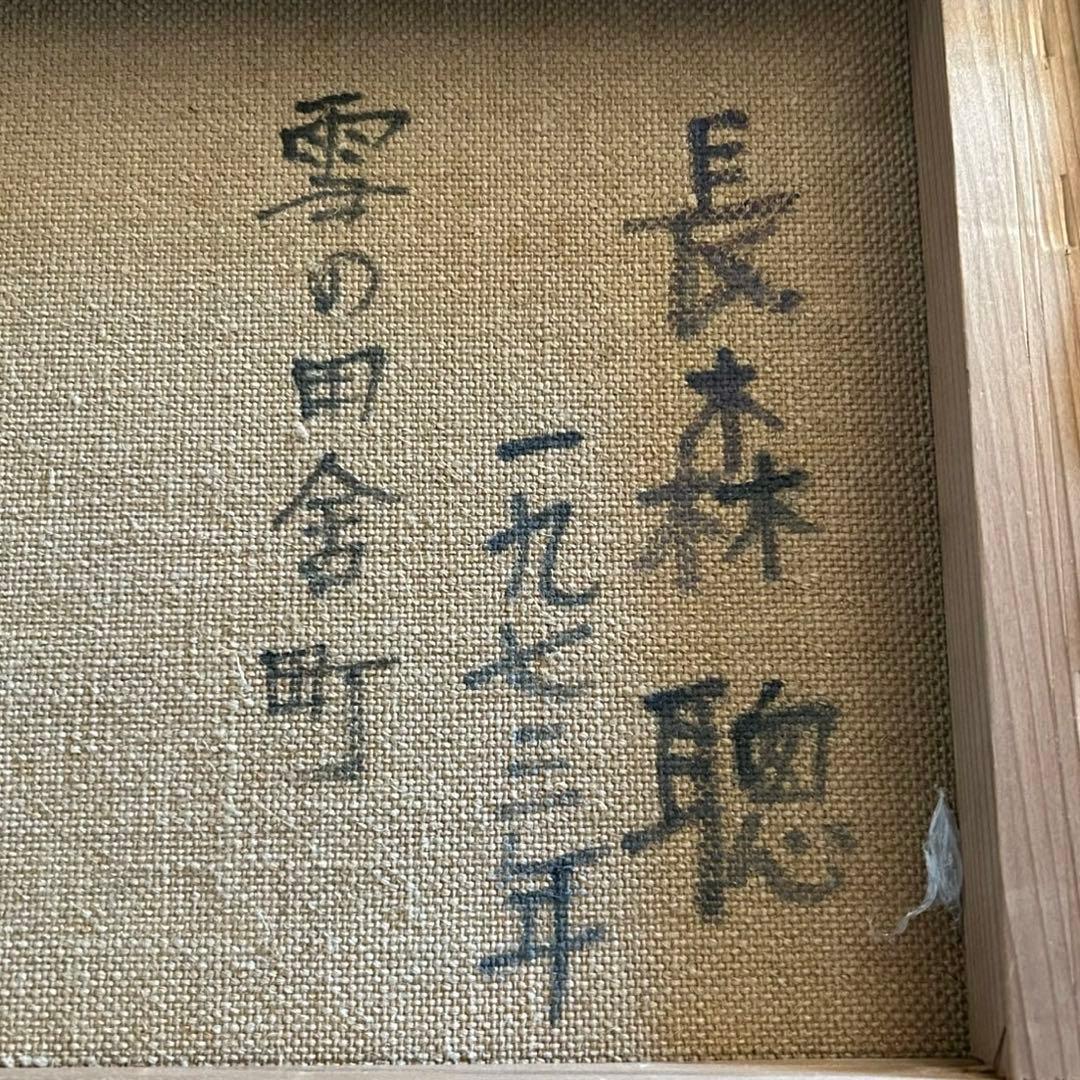 長森 聰
一九七三年
雪の田舎町